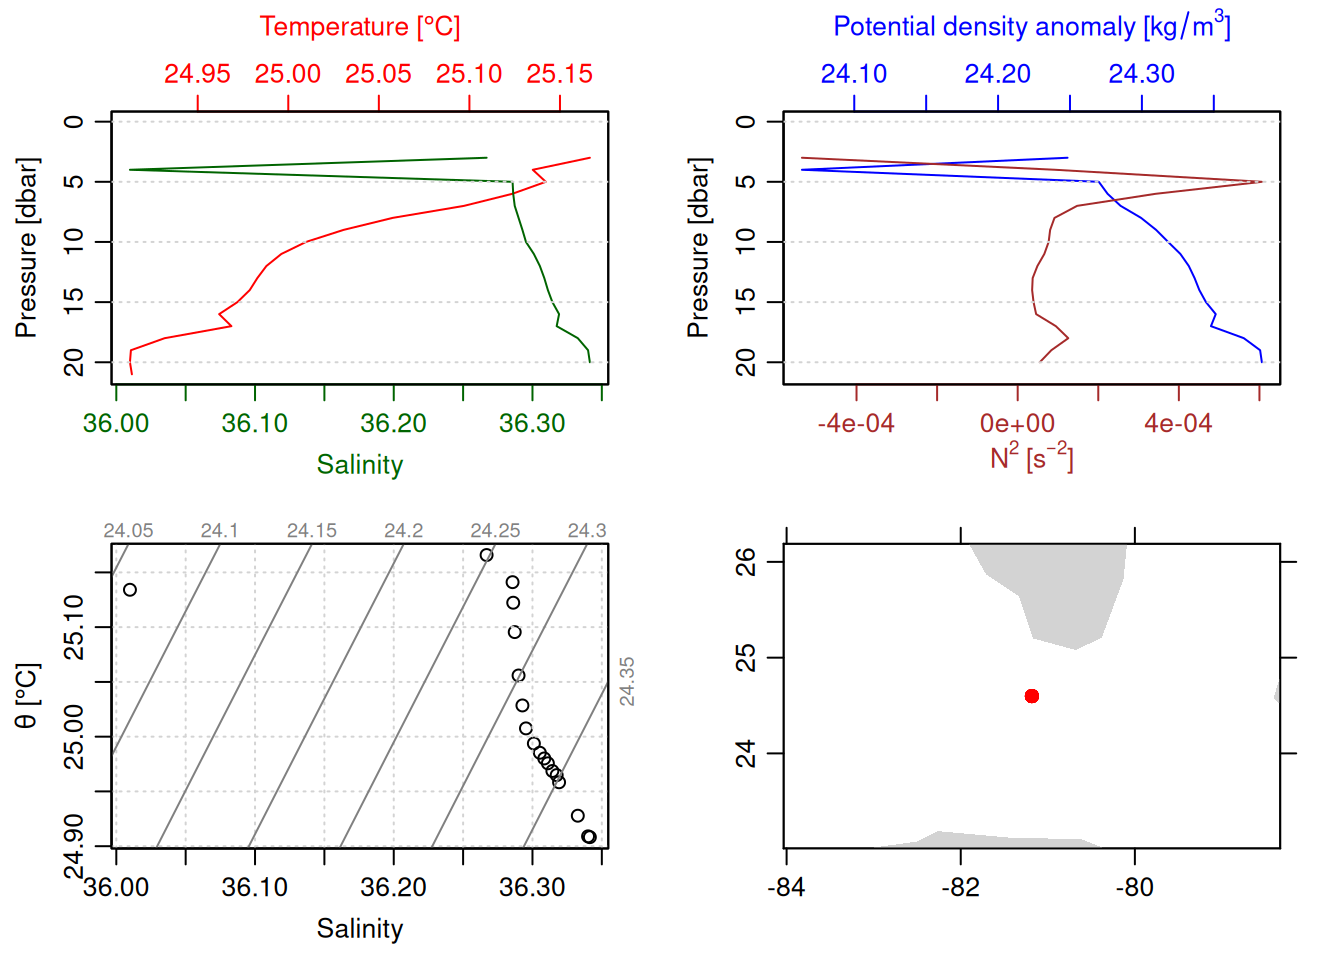 Temperature [°C]
24.95 25.00 25.05 25.10 25.15
Pressure [dbar]
0
5
10
15
20
36.00 36.10 36.20 36.30
Salinity
Potential density anomaly [kg/m³]
24.10 24.20 24.30
Pressure [dbar]
0
5
10
15
20
-4e-04 0e+00 4e-04
N² [s⁻²]
24.05 24.1 24.15 24.2 24.25 24.3
24.35
θ [°C]
25.10
25.00
24.90
36.00 36.10 36.20 36.30
Salinity
26
25
24
-84 -82 -80